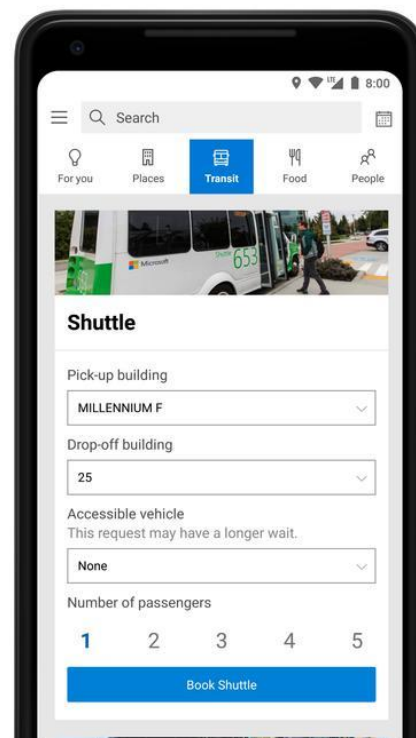 LTE 8:00
Search
For you Places Transit Food People
Microsoft Shuttle 653
Shuttle
Pick-up building
MILLENNIUM F
Drop-off building
25
Accessible vehicle
This request may have a longer wait.
None
Number of passengers
1 2 3 4 5
Book Shuttle